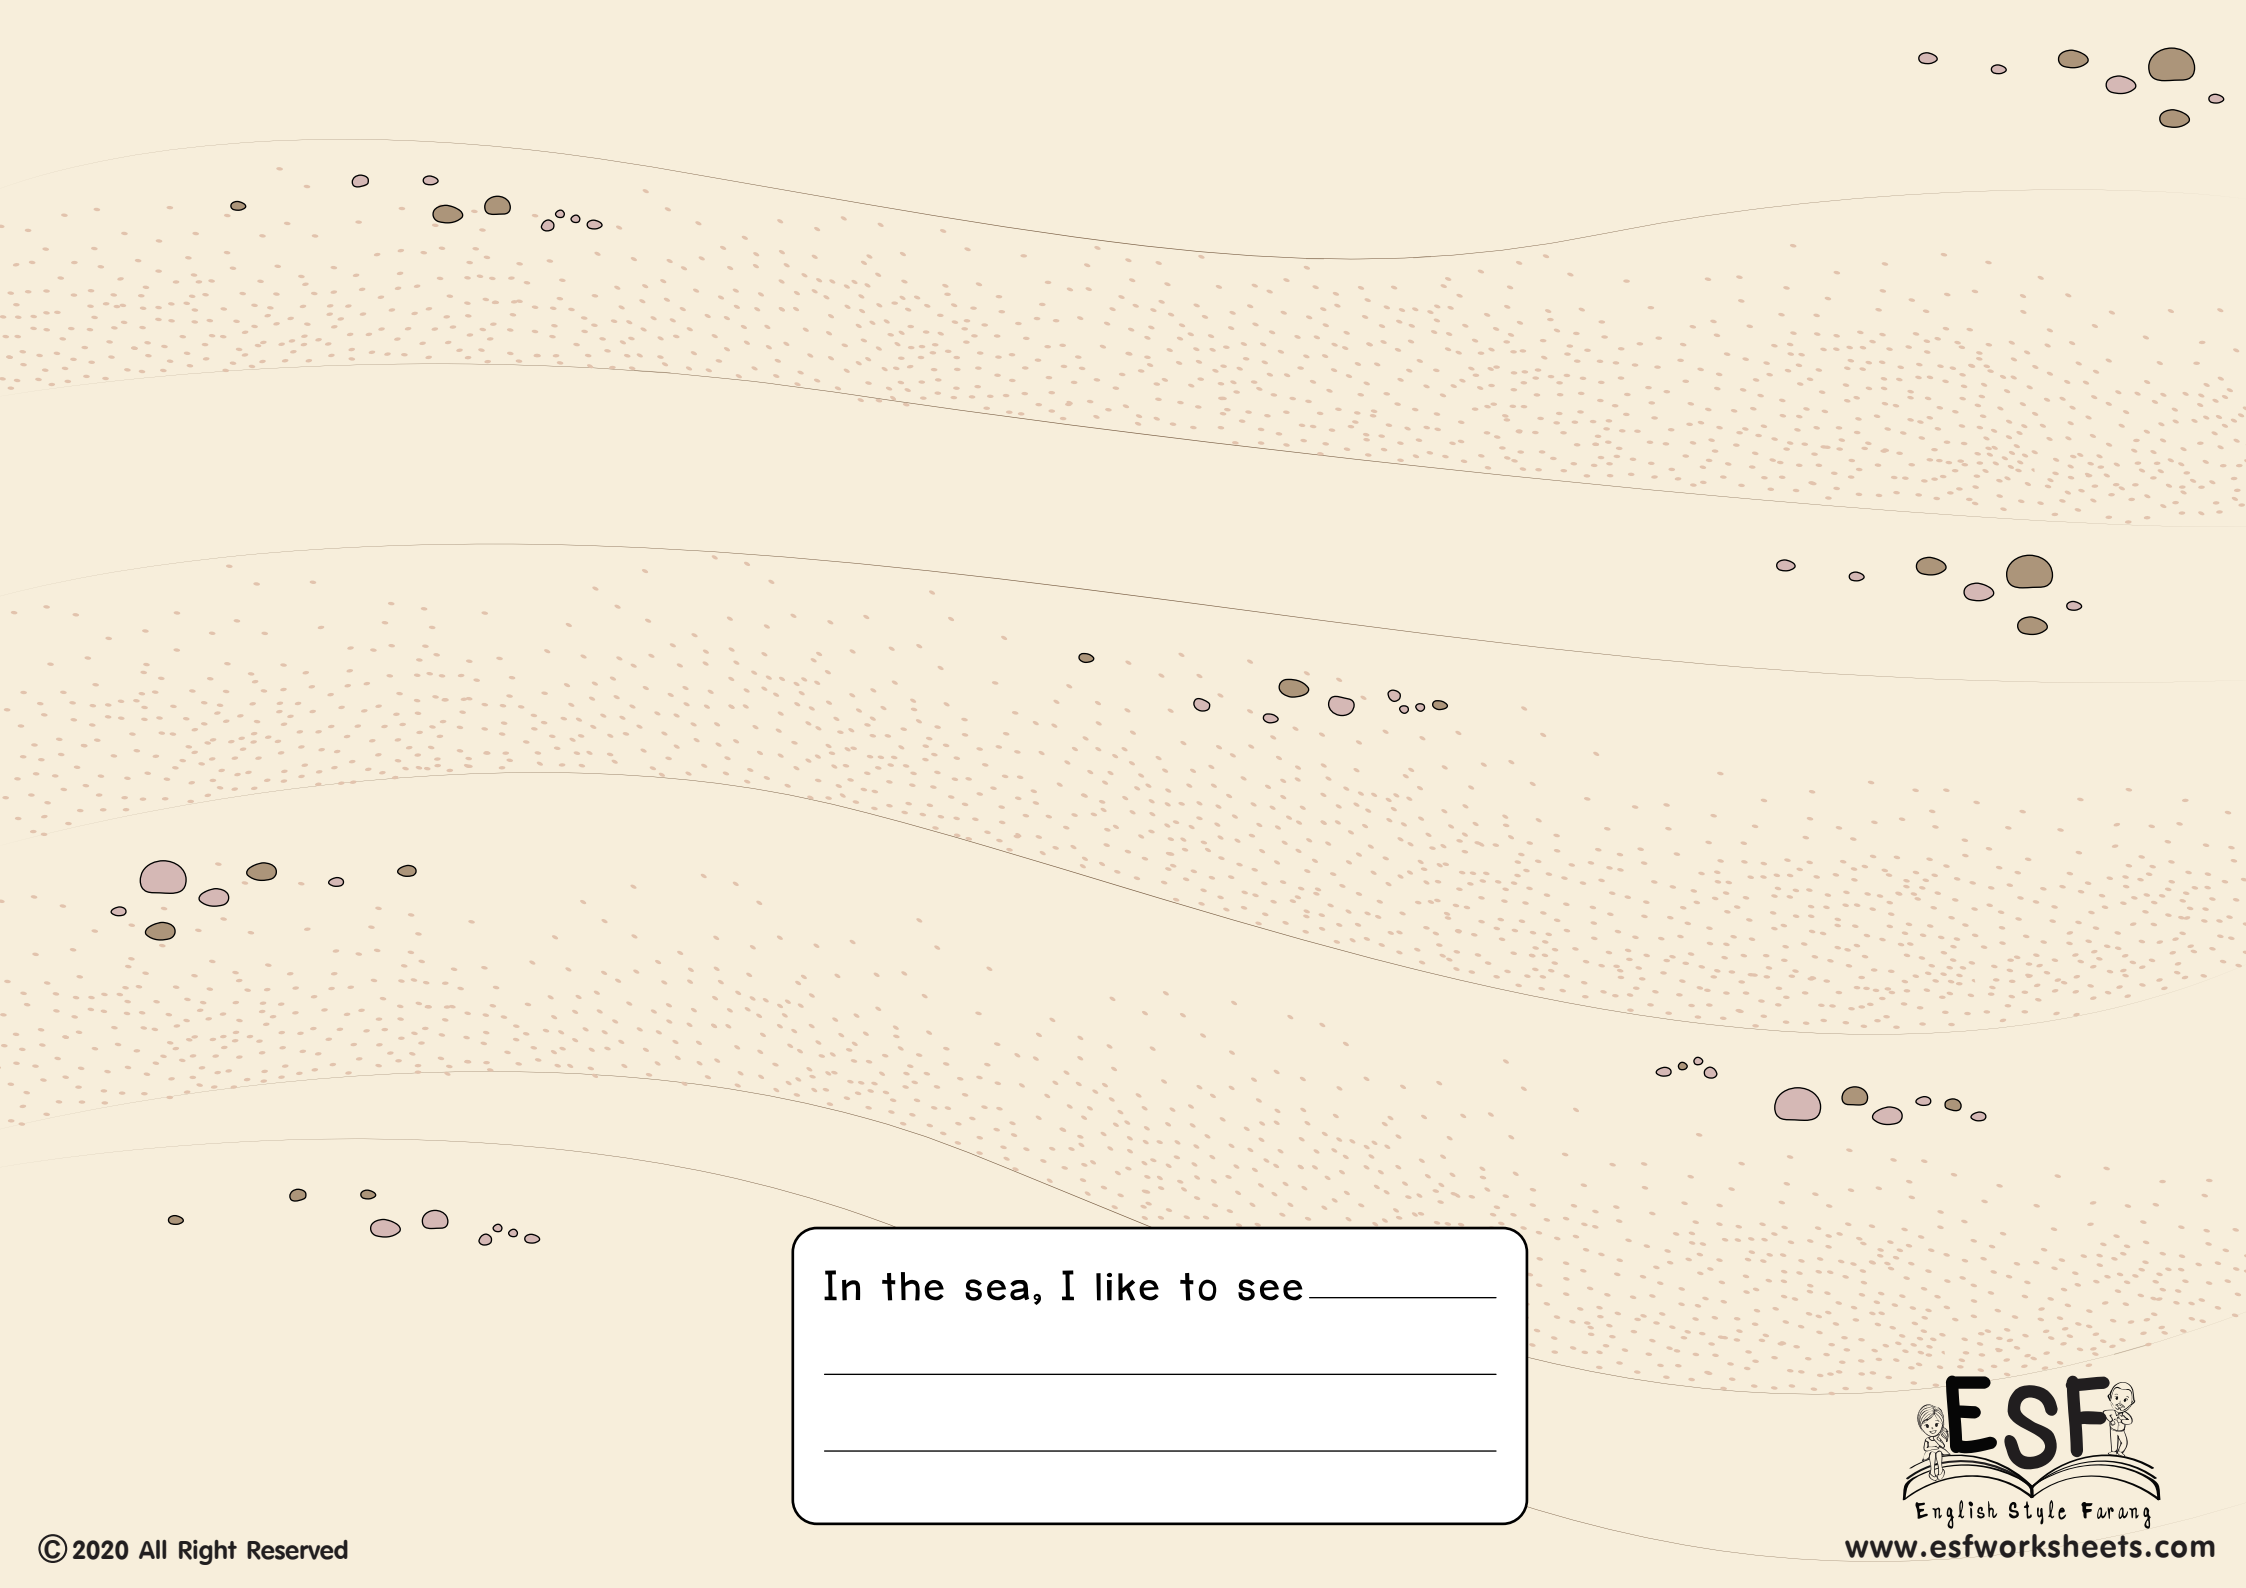 In the sea, I like to see
ESF
English Style Farang
©2020 All Right Reserved
www.esfworksheets.com